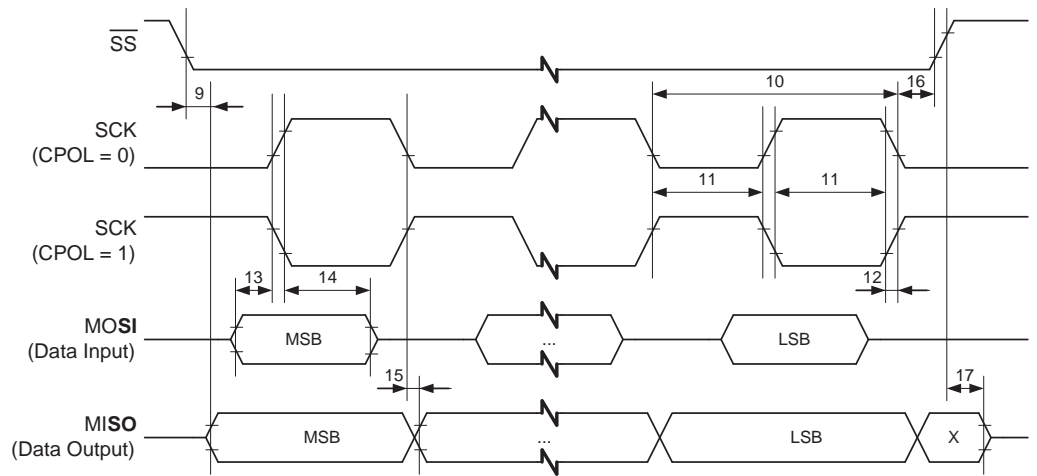 SS
10 16
9
SCK
(CPOL = 0)
11 11
SCK
(CPOL = 1)
13 14 12
MOSI
(Data Input)
MSB ... LSB
15 17
MISO
(Data Output)
MSB ... LSB X